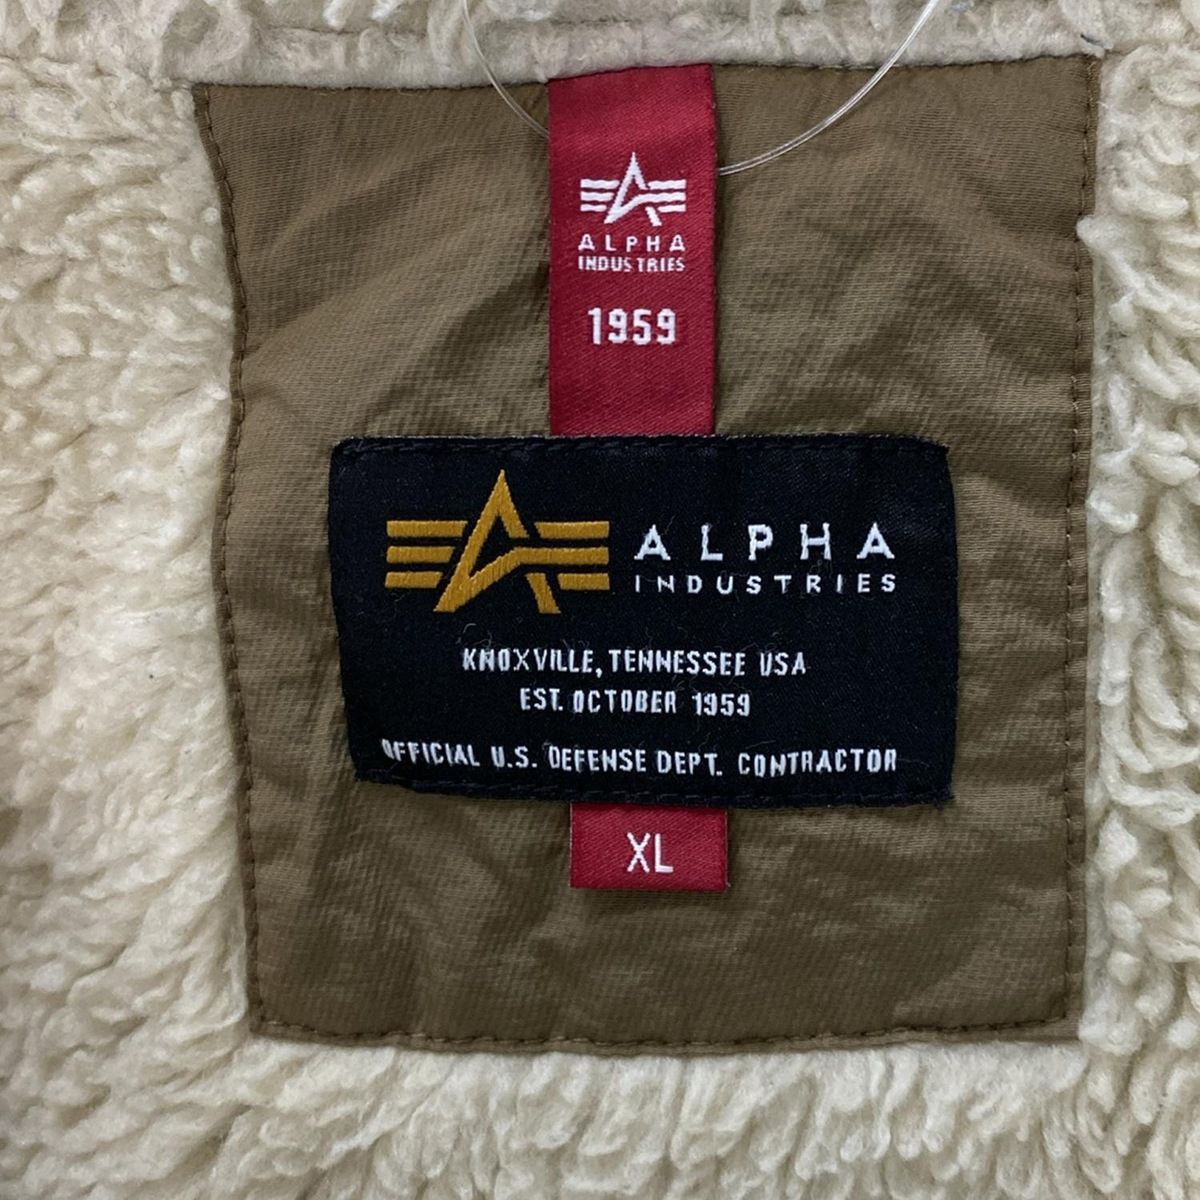 ALPHA
INDUSTRIES
1959
ALPHA
INDUSTRIES
KNOXVILLE, TENNESSEE USA
EST. OCTOBER 1959
OFFICIAL U.S. DEFENSE DEPT. CONTRACTOR
XL